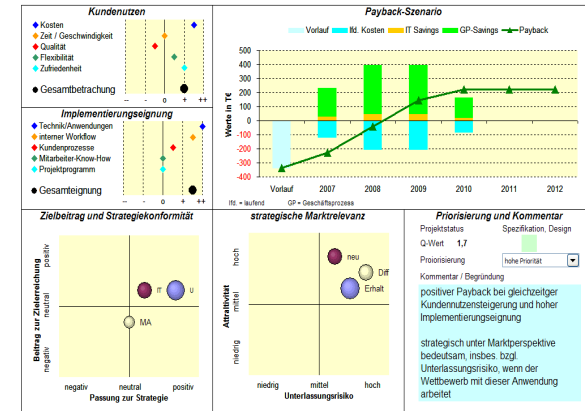 Kundenutzen
Kosten
Zeit / Geschwindigkeit
Qualität
Flexibilität
Zufriedenheit
Gesamtbetrachung
-- - 0 + ++
Implementierungseignung
Technik/Anwendungen
interner Workflow
Kundenprozesse
Mitarbeiter-Know-How
Projektprogramm
Gesamteignung
-- - 0 + ++
Payback-Szenario
Vorlauf lfd. Kosten IT Savings GP-Savings Payback
Werte in T€
500
400
300
200
100
0
-100
-200
-300
-400
Vorlauf 2007 2008 2009 2010 2011 2012
lfd. = laufend GP = Geschäftsprozess
Zielbeitrag und Strategiekonformität
Beitrag zur Zielerreichung
positiv
neutral
negativ
IT
U
MA
negativ neutral positiv
Passung zur Strategie
strategische Marktrelevanz
Attraktivität
hoch
mittel
niedrig
neu
Diff
Erhalt
niedrig mittel hoch
Unterlassungsrisiko
Priorisierung und Kommentar
Projektstatus Spezifikation, Design
Q-Wert 1,7
Proiorisierung hohe Priorität
Kommentar / Begründung
positiver Payback bei gleichzeitger
Kundennutzensteigerung und hoher
Implementierungseignung
strategisch unter Marktperspektive
bedeutsam, insbes. bzgl.
Unterlassungsrisiko, wenn der
Wettbewerb mit dieser Anwendung
arbeitet